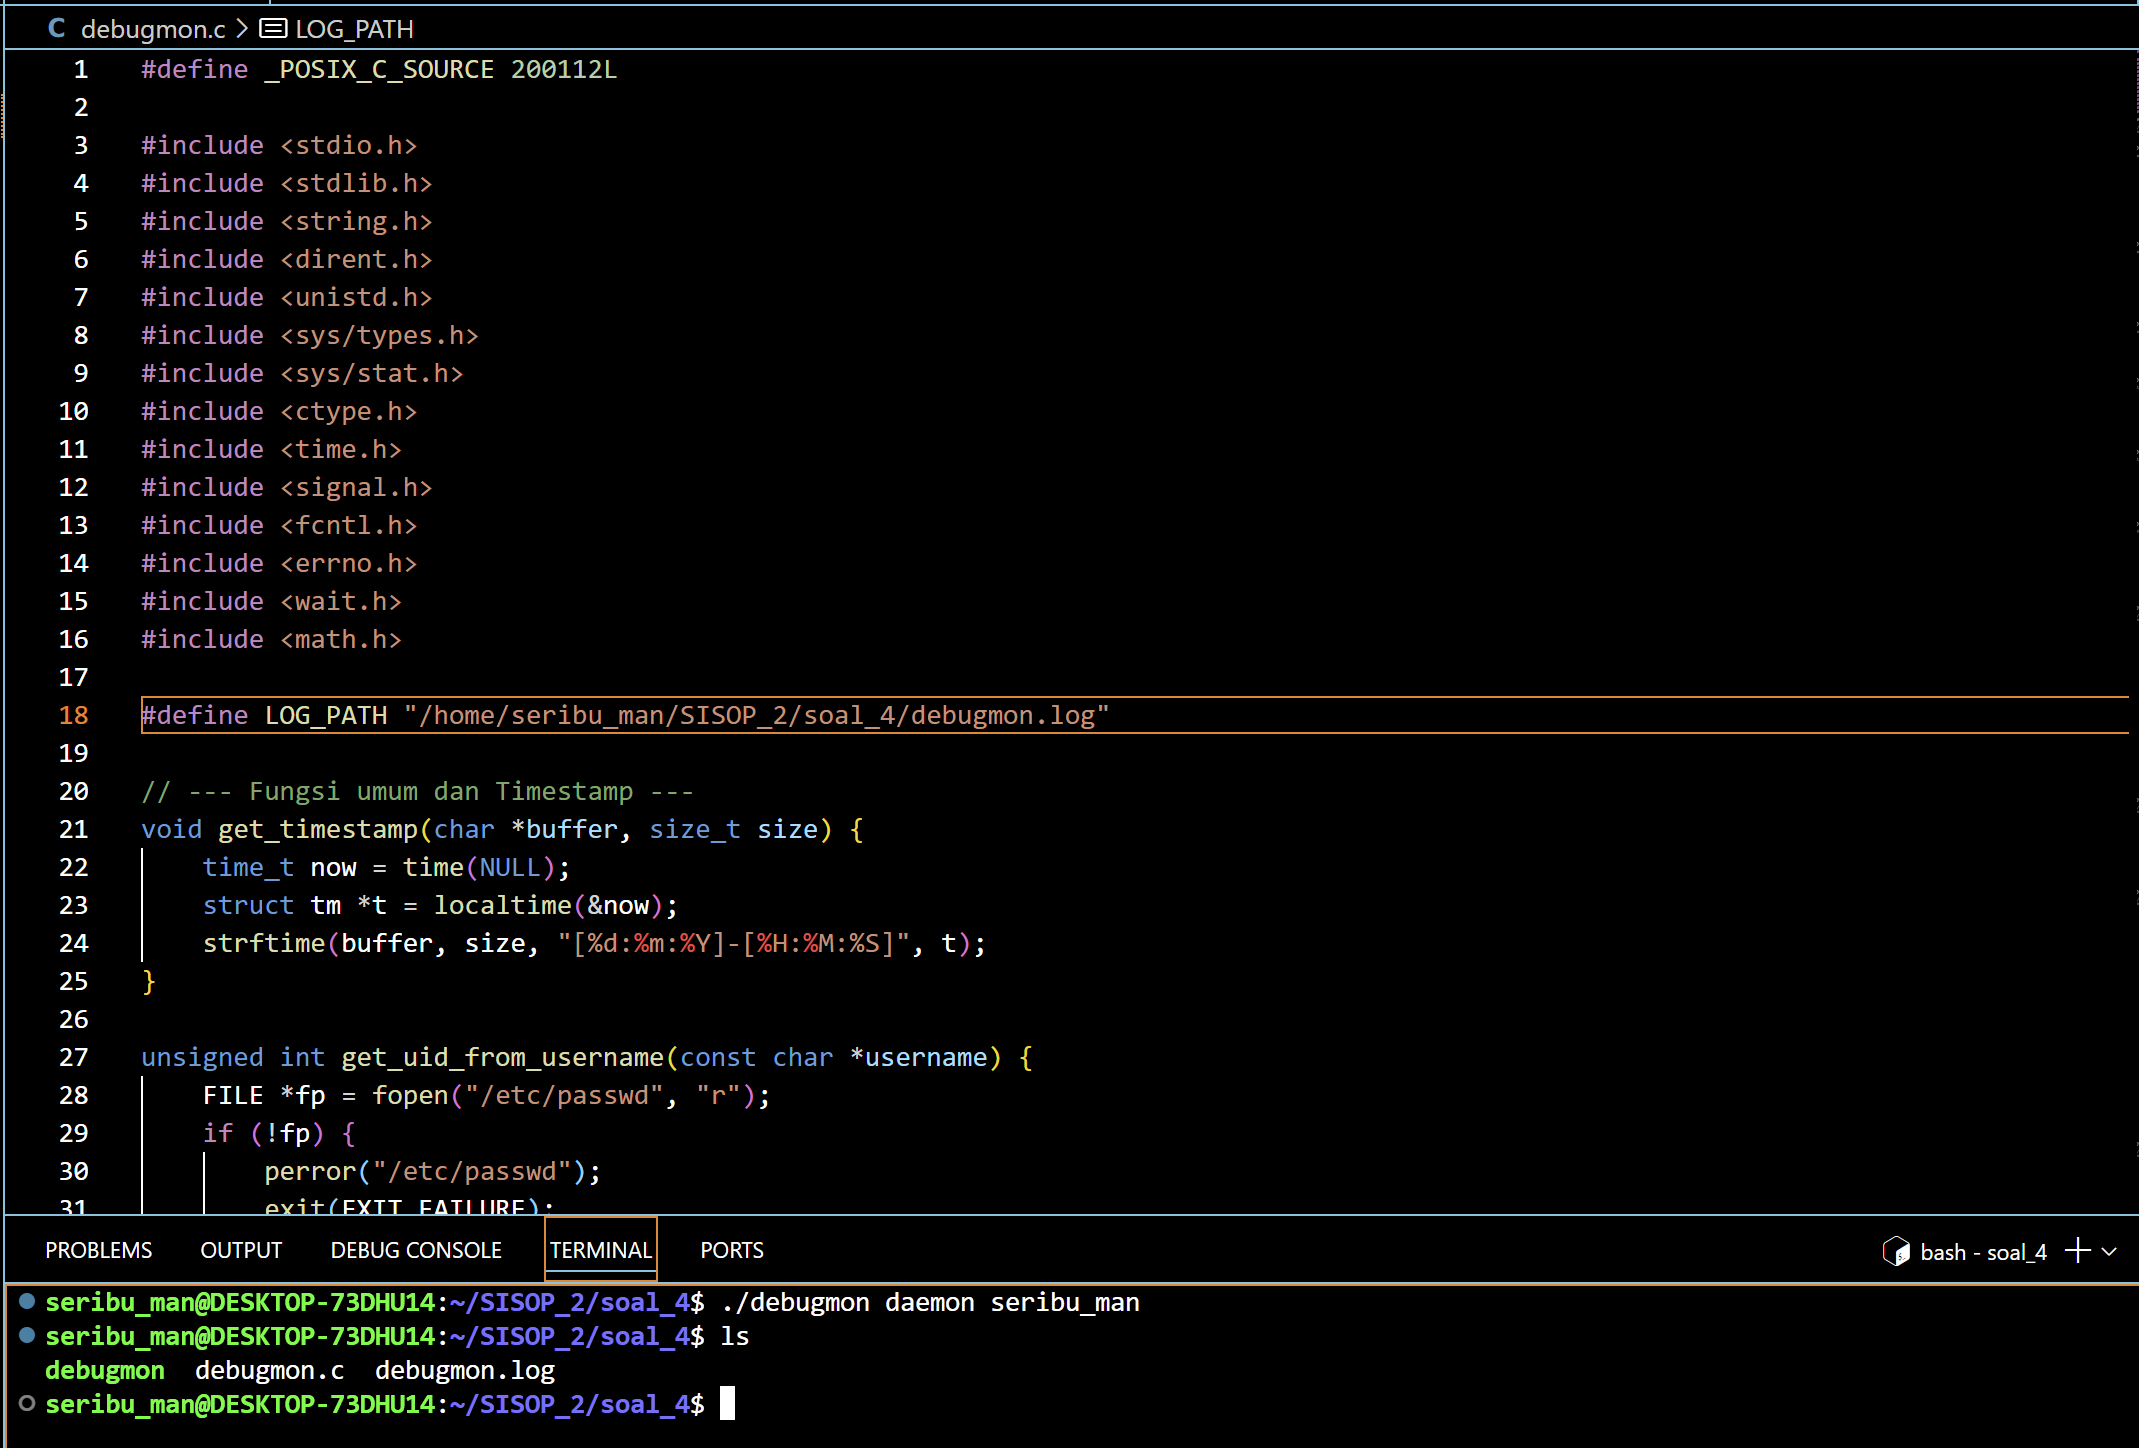 C debugmon.c > LOG_PATH
1 #define _POSIX_C_SOURCE 200112L
2
3 #include <stdio.h>
4 #include <stdlib.h>
5 #include <string.h>
6 #include <dirent.h>
7 #include <unistd.h>
8 #include <sys/types.h>
9 #include <sys/stat.h>
10 #include <ctype.h>
11 #include <time.h>
12 #include <signal.h>
13 #include <fcntl.h>
14 #include <errno.h>
15 #include <wait.h>
16 #include <math.h>
17
18 #define LOG_PATH "/home/seribu_man/SISOP_2/soal_4/debugmon.log"
19
20 // --- Fungsi umum dan Timestamp ---
21 void get_timestamp(char *buffer, size_t size) {
22     time_t now = time(NULL);
23     struct tm *t = localtime(&now);
24     strftime(buffer, size, "[%d:%m:%Y]-[%H:%M:%S]", t);
25 }
26
27 unsigned int get_uid_from_username(const char *username) {
28     FILE *fp = fopen("/etc/passwd", "r");
29     if (!fp) {
30         perror("/etc/passwd");
31         exit(EXIT_FAILURE);
PROBLEMS OUTPUT DEBUG CONSOLE TERMINAL PORTS bash - soal_4
seribu_man@DESKTOP-73DHU14:~/SISOP_2/soal_4$ ./debugmon daemon seribu_man
seribu_man@DESKTOP-73DHU14:~/SISOP_2/soal_4$ ls
debugmon  debugmon.c  debugmon.log
seribu_man@DESKTOP-73DHU14:~/SISOP_2/soal_4$